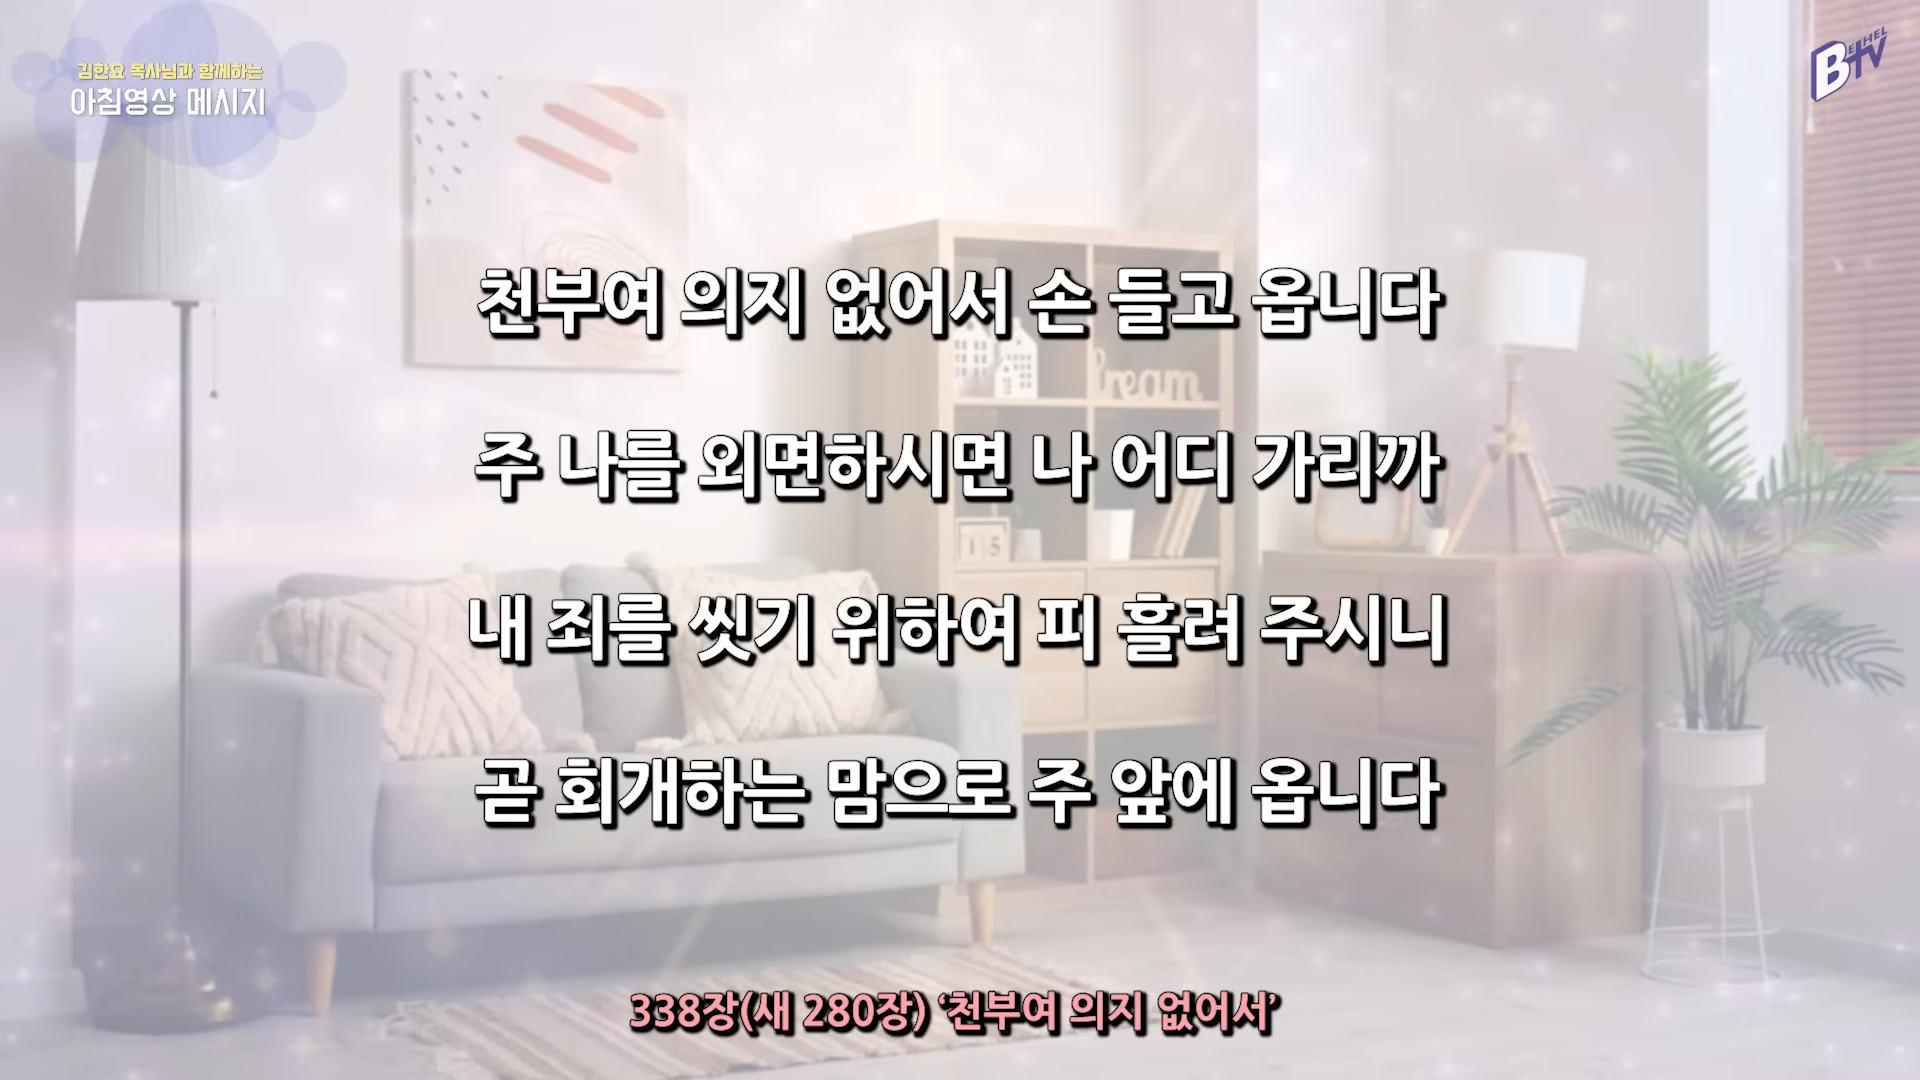 김한요 목사님과 함께하는
아침영상 메시지
BETHEL TV
천부여 의지 없어서 손 들고 옵니다
dream
주 나를 외면하시면 나 어디 가리까
15
내 죄를 씻기 위하여 피 흘려 주시니
곧 회개하는 맘으로 주 앞에 옵니다
338장(새 280장) ‘천부여 의지 없어서’